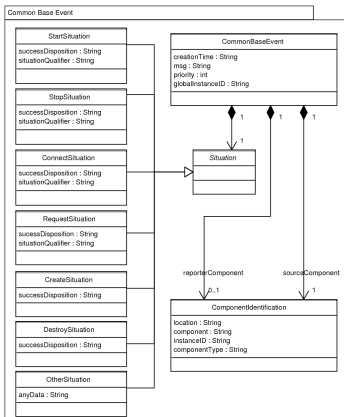 Common Base Event
StartSituation
successDisposition : String
situationQualifier : String
StopSituation
successDisposition : String
situationQualifier : String
ConnectSituation
successDisposition : String
situationQualifier : String
RequestSituation
sucessDisposition : String
situationQualifier : String
CreateSituation
successDisposition : String
DestroySituation
successDisposition : String
OtherSituation
anyData : String
CommonBaseEvent
creationTime : String
msg : String
priority : int
globalInstanceID : String
1
1
1
1
Situation
reporterComponent
sourceComponent
0..1
1
ComponentIdentification
location : String
component : String
instanceID : String
componentType : String